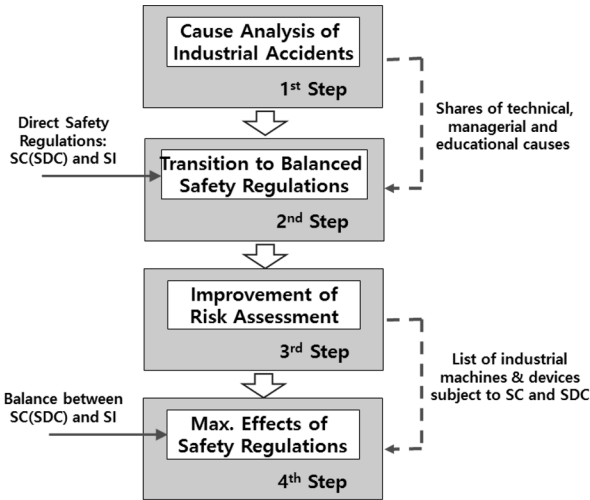 Cause Analysis of
Industrial Accidents
1st Step
Shares of technical,
managerial and
educational causes
Direct Safety
Regulations:
SC(SDC) and SI
Transition to Balanced
Safety Regulations
2nd Step
Improvement of
Risk Assessment
3rd Step
List of industrial
machines & devices
subject to SC and SDC
Balance between
SC(SDC) and SI
Max. Effects of
Safety Regulations
4th Step